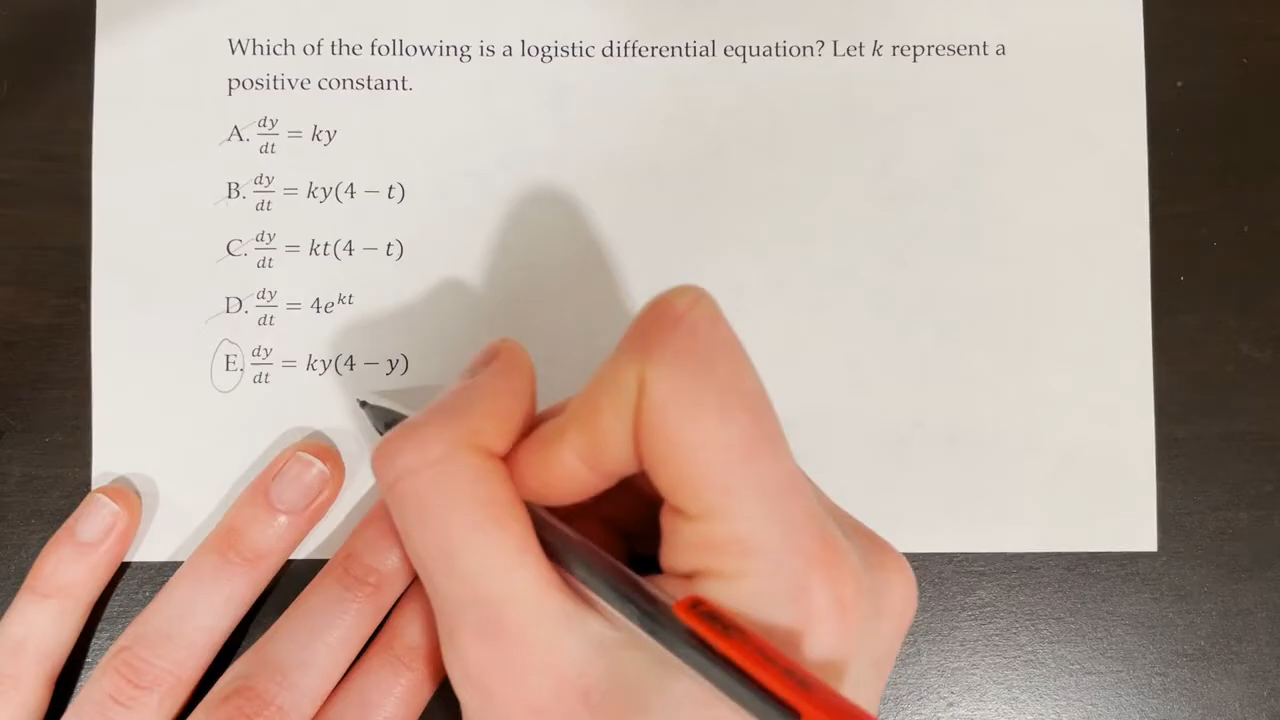 Which of the following is a logistic differential equation? Let k represent a
positive constant.
A. dy/dt = ky
B. dy/dt = ky(4 − t)
C. dy/dt = kt(4 − t)
D. dy/dt = 4e^{kt}
E. dy/dt = ky(4 − y)